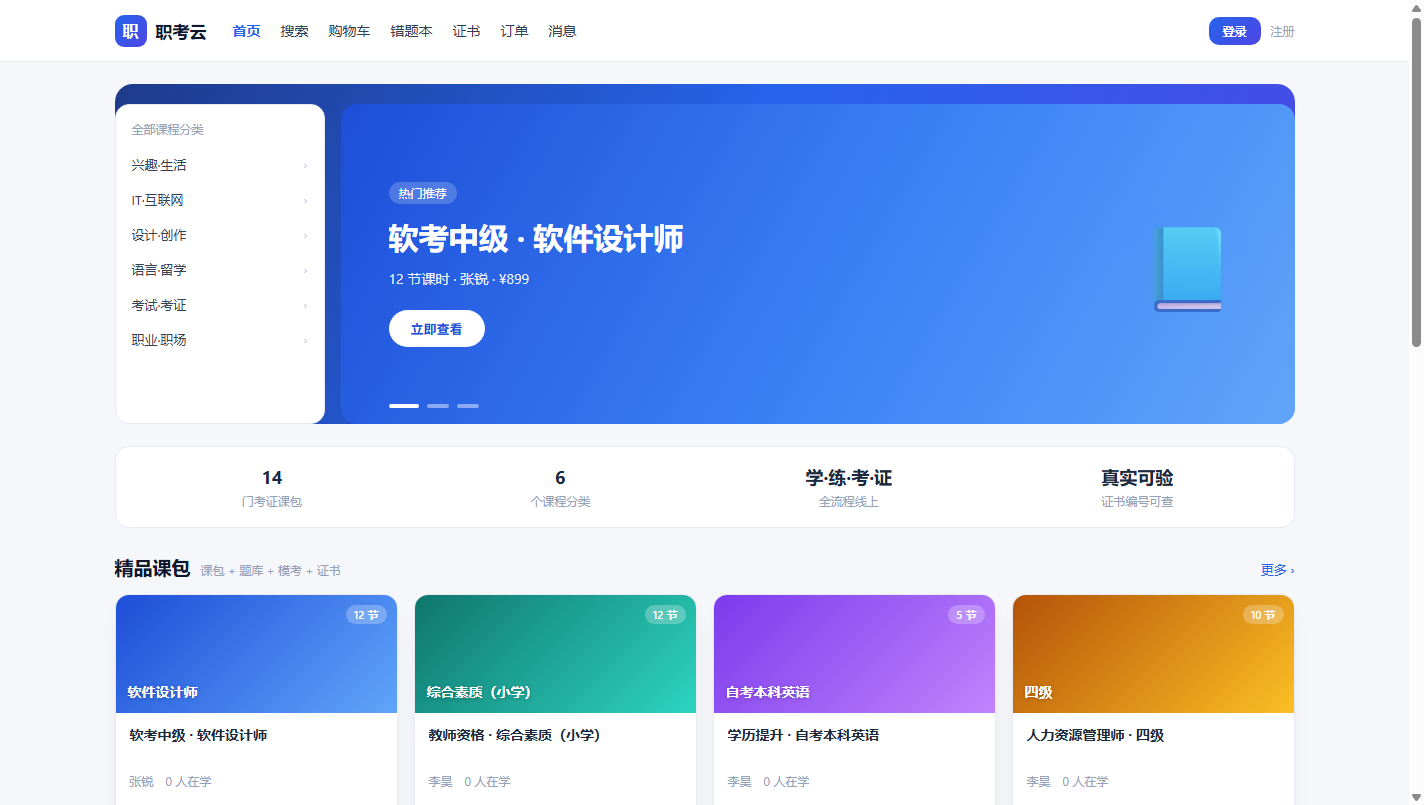 职 职考云 首页 搜索 购物车 错题本 证书 订单 消息 登录 注册
全部课程分类
兴趣·生活 ›
IT·互联网 ›
设计·创作 ›
语言·留学 ›
考试·考证 ›
职业·职场 ›
热门推荐
软考中级 · 软件设计师
12 节课时 · 张锐 · ¥899
立即查看
14 6 学·练·考·证 真实可验
门考证课包 个课程分类 全流程线上 证书编号可查
精品课包 课包 + 题库 + 模考 + 证书 更多 ›
12 节 12 节 5 节 10 节
软件设计师 综合素质（小学） 自考本科英语 四级
软考中级 · 软件设计师 教师资格 · 综合素质（小学） 学历提升 · 自考本科英语 人力资源管理师 · 四级
张锐 0 人在学 李昊 0 人在学 李昊 0 人在学 李昊 0 人在学